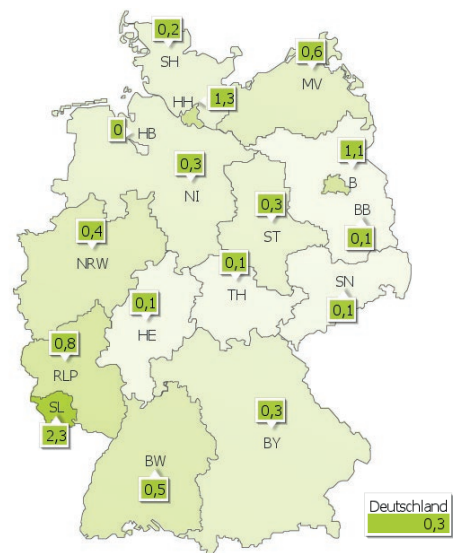 0,2
SH
0,6
MV
HH
1,3
0
HB
1,1
B
0,3
NI
0,3
ST
BB
0,1
0,4
NRW
0,1
TH
SN
0,1
0,1
HE
0,8
RLP
SL
2,3
0,3
BY
BW
0,5
Deutschland
0,3